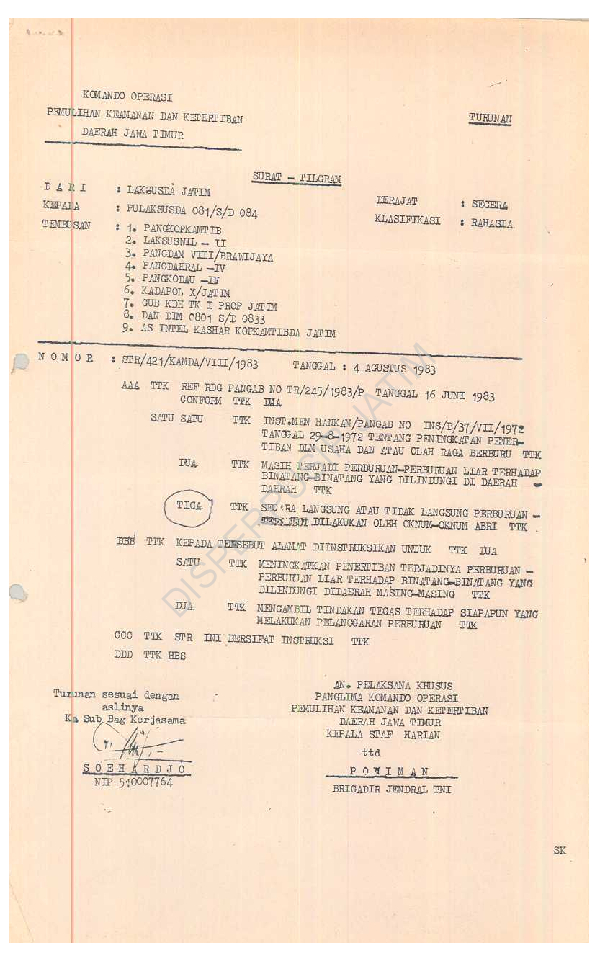 KOMANDO OPERASI
PEMULIHAN KEAMANAN DAN KETERTIBAN
DAERAH JAWA TIMUR
TURUNAN
SURAT - TILGRAM
D A R I : LAKSUSDA JATIM
DERAJAT : SEGERA
KEPALA : PULAKSUSDA 081/S/D 084
KLASIFIKASI : RAHASIA
TEMBUSAN : 1. PANGKOPKAMTIB
2. LAKSUSWIL - II
3. PANGDAM VIII/BRAWIJAYA
4. PANGDAERAL -IV
5. PANGKODAU -IV
6. KADAPOL X/JATIM
7. GUB KDH TK I PROP JATIM
8. DAN DIM 0801 S/D 0833
9. AS INTEL KASHAR KOPKAMTIBDA JATIM
N O M O R : STR/421/KAMDA/VIII/1983 TANGGAL : 4 AGUSTUS 1983
AAA TTK REF RDG PANGAB NO TR/245/1983/P TANGGAL 16 JUNI 1983
CONFORM TTK DUA
SATU SATU TTK INST.MEN HANKAN/PANGAB NO INS/D/37/VII/1972
TANGGAL 29-8-1972 TENTANG PENINGKATAN PENER-
TIBAN DLM USAHA DAN ATAU OLAH RAGA BERBURU TTK
DUA TTK MASIH TERJADI PERBURUAN-PERBURUAN LIAR TERHADAP
BINATANG-BINATANG YANG DILINDUNGI DI DAERAH -
DAERAH TTK
TIGA TTK SECARA LANGSUNG ATAU TIDAK LANGSUNG PERBURUAN -
TERSEBUT DILAKUKAN OLEH OKNUM-OKNUM ABRI TTK
BBB TTK KEPADA TERSEBUT ALAMAT DIINSTRUKSIKAN UNTUK TTK DUA
SATU TTK MENINGKATKAN PENERTIBAN TERJADINYA PERBURUAN -
PERBURUAN LIAR TERHADAP BINATANG-BINATANG YANG
DILINDUNGI DIDAERAH MASING-MASING TTK
DUA TTK MENGAMBIL TINDAKAN TEGAS TERHADAP SIAPAPUN YANG
MELAKUKAN PELANGGARAN PERBURUAN TTK
CCC TTK STR INI BERSIFAT INSTRUKSI TTK
DDD TTK HBS
AN. PELAKSANA KHUSUS
PANGLIMA KOMANDO OPERASI
PEMULIHAN KEAMANAN DAN KETERTIBAN
DAERAH JAWA TIMUR
KEPALA STAF HARIAN
ttd
P O W I M A N
BRIGADIR JENDRAL TNI
Turunan sesuai dengan
aslinya
Ka Sub Bag Kerjasama
S O E H A R D J O
NIP 510007764
SK
DISPERPUSIP JATIM